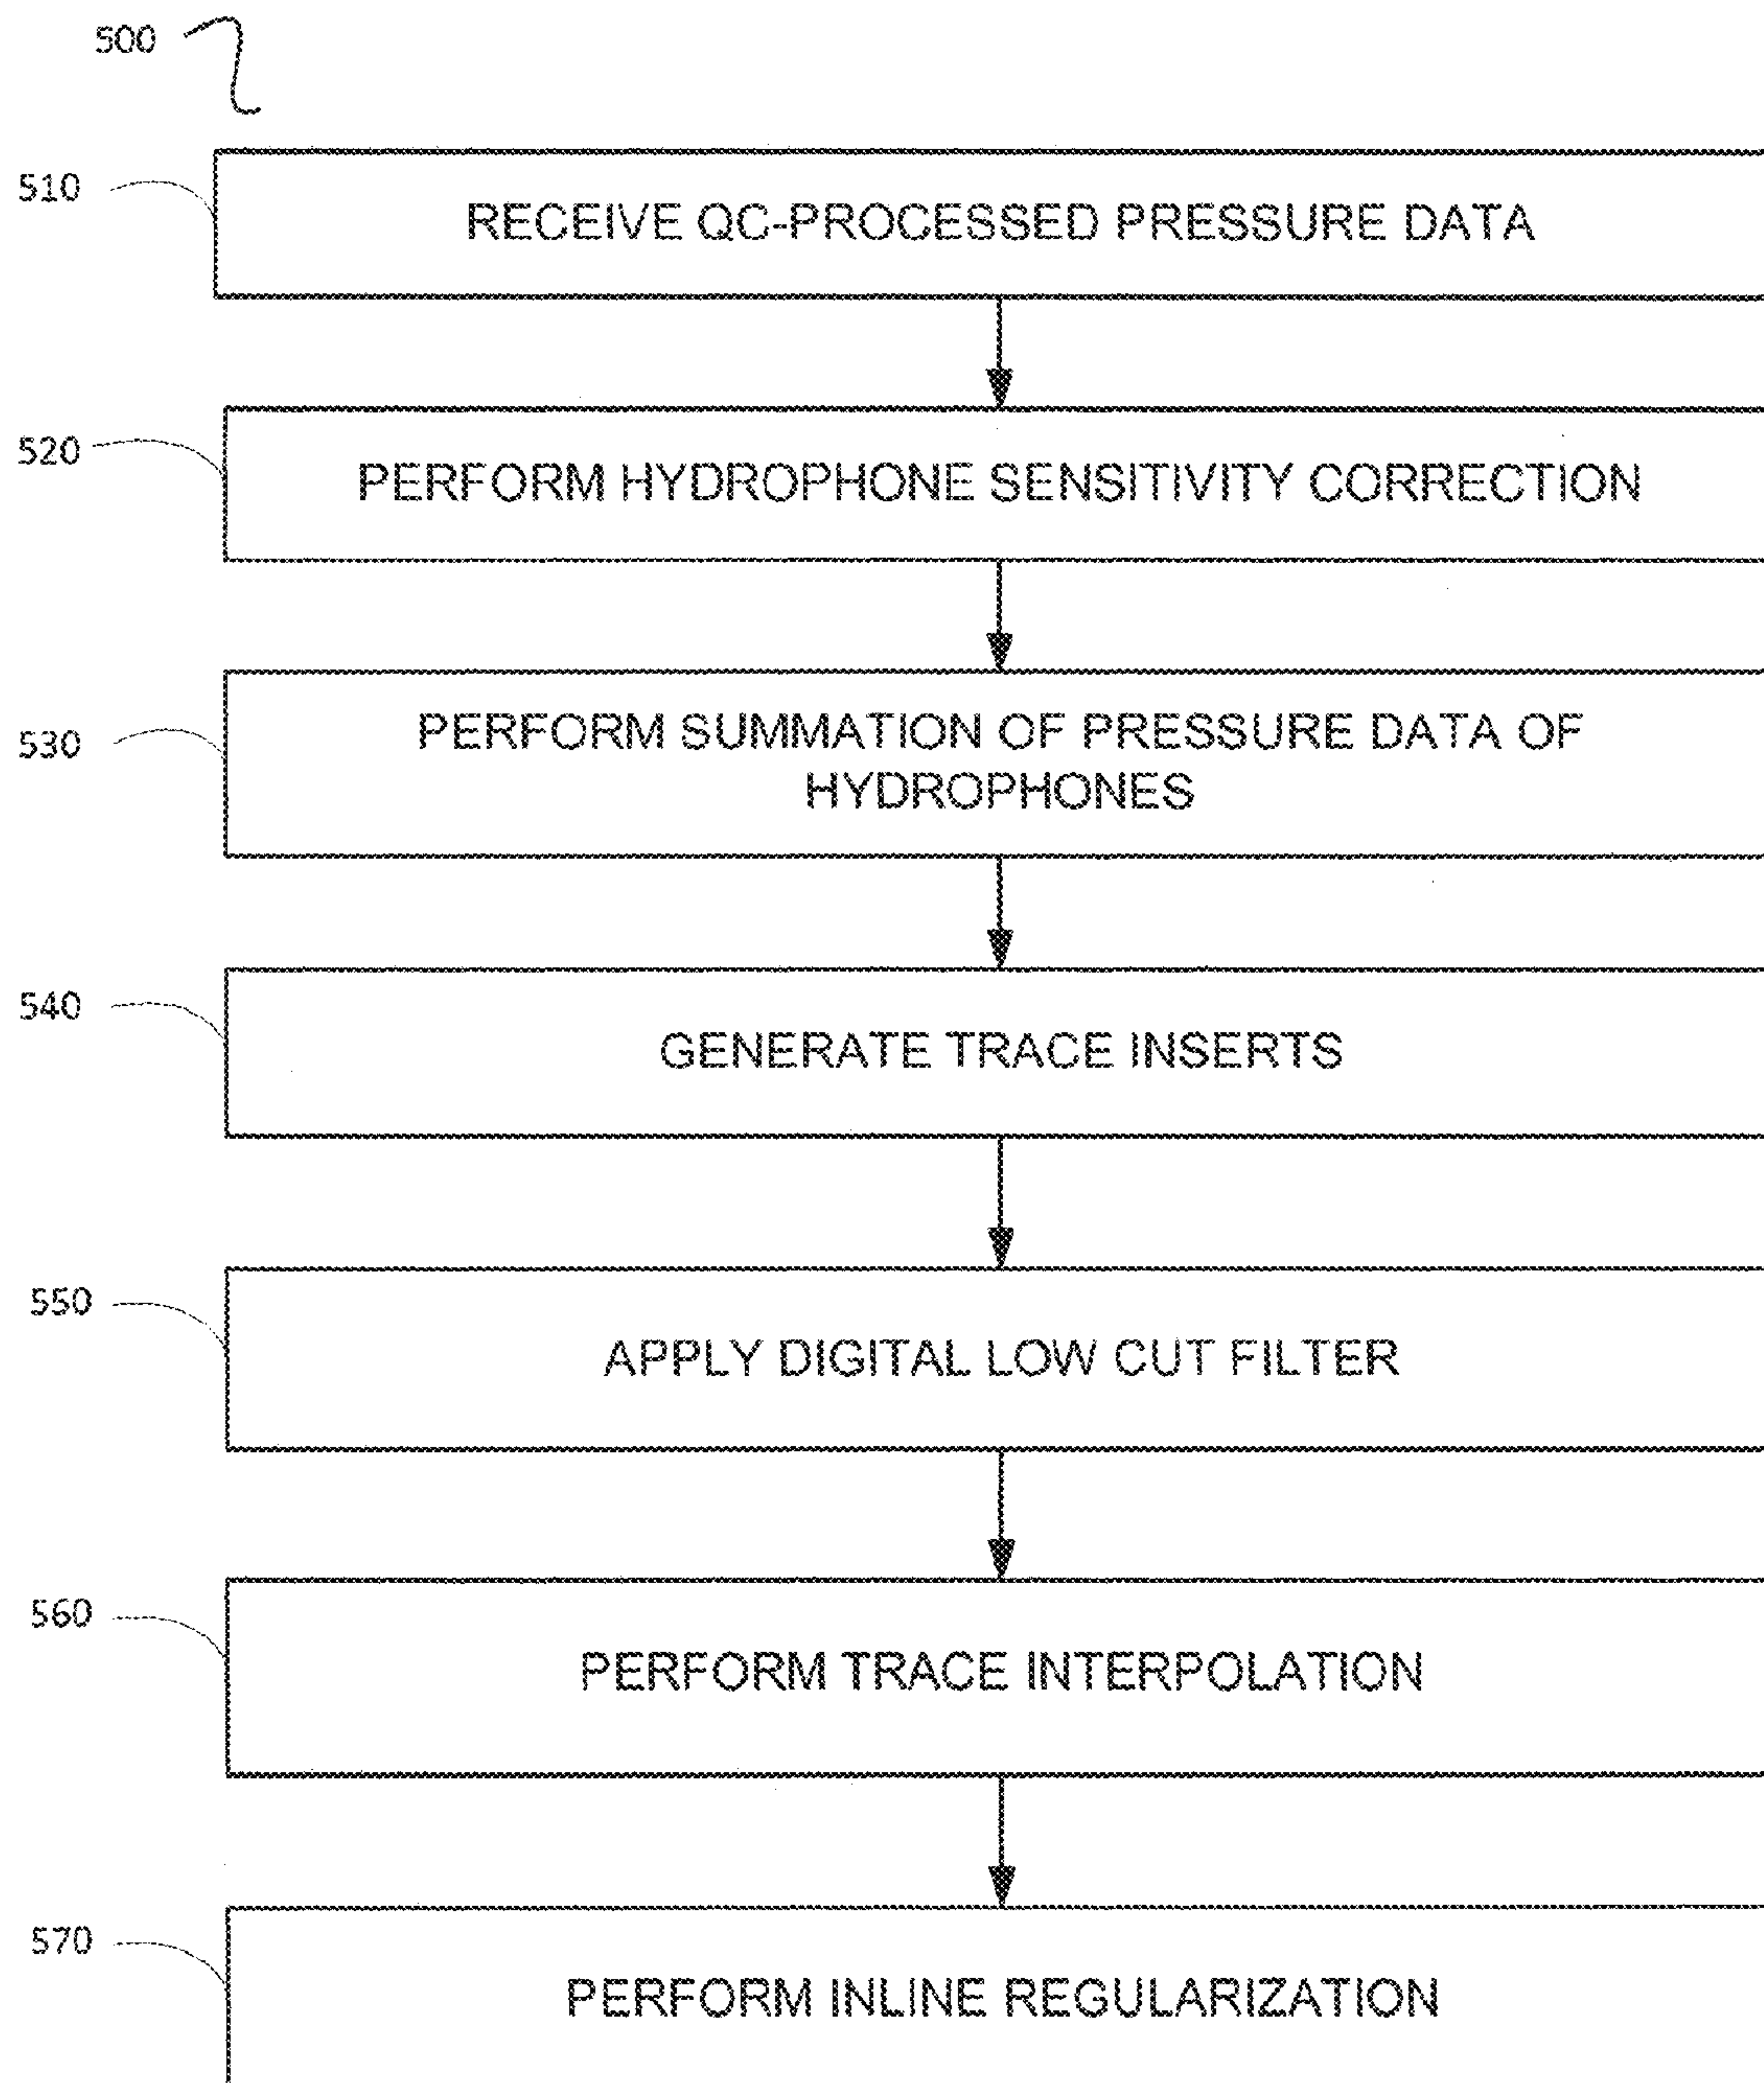 500
510
RECEIVE QC-PROCESSED PRESSURE DATA
520
PERFORM HYDROPHONE SENSITIVITY CORRECTION
530
PERFORM SUMMATION OF PRESSURE DATA OF
HYDROPHONES
540
GENERATE TRACE INSERTS
550
APPLY DIGITAL LOW CUT FILTER
560
PERFORM TRACE INTERPOLATION
570
PERFORM INLINE REGULARIZATION